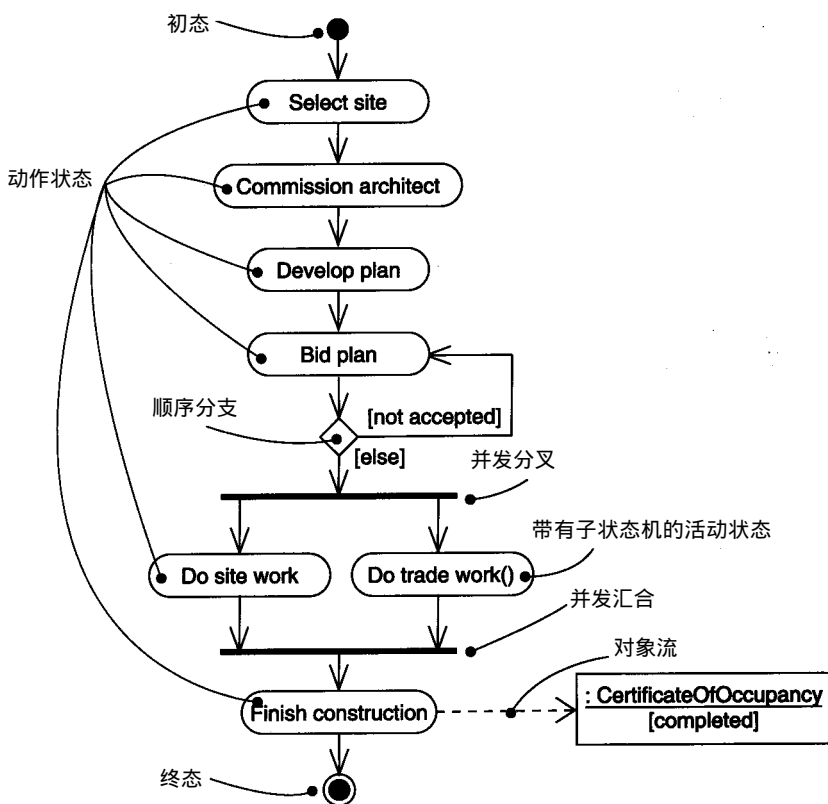 初态
Select site
动作状态
Commission architect
Develop plan
Bid plan
顺序分支
[not accepted]
[else]
并发分叉
带有子状态机的活动状态
Do site work
Do trade work()
并发汇合
对象流
: CertificateOfOccupancy
[completed]
Finish construction
终态